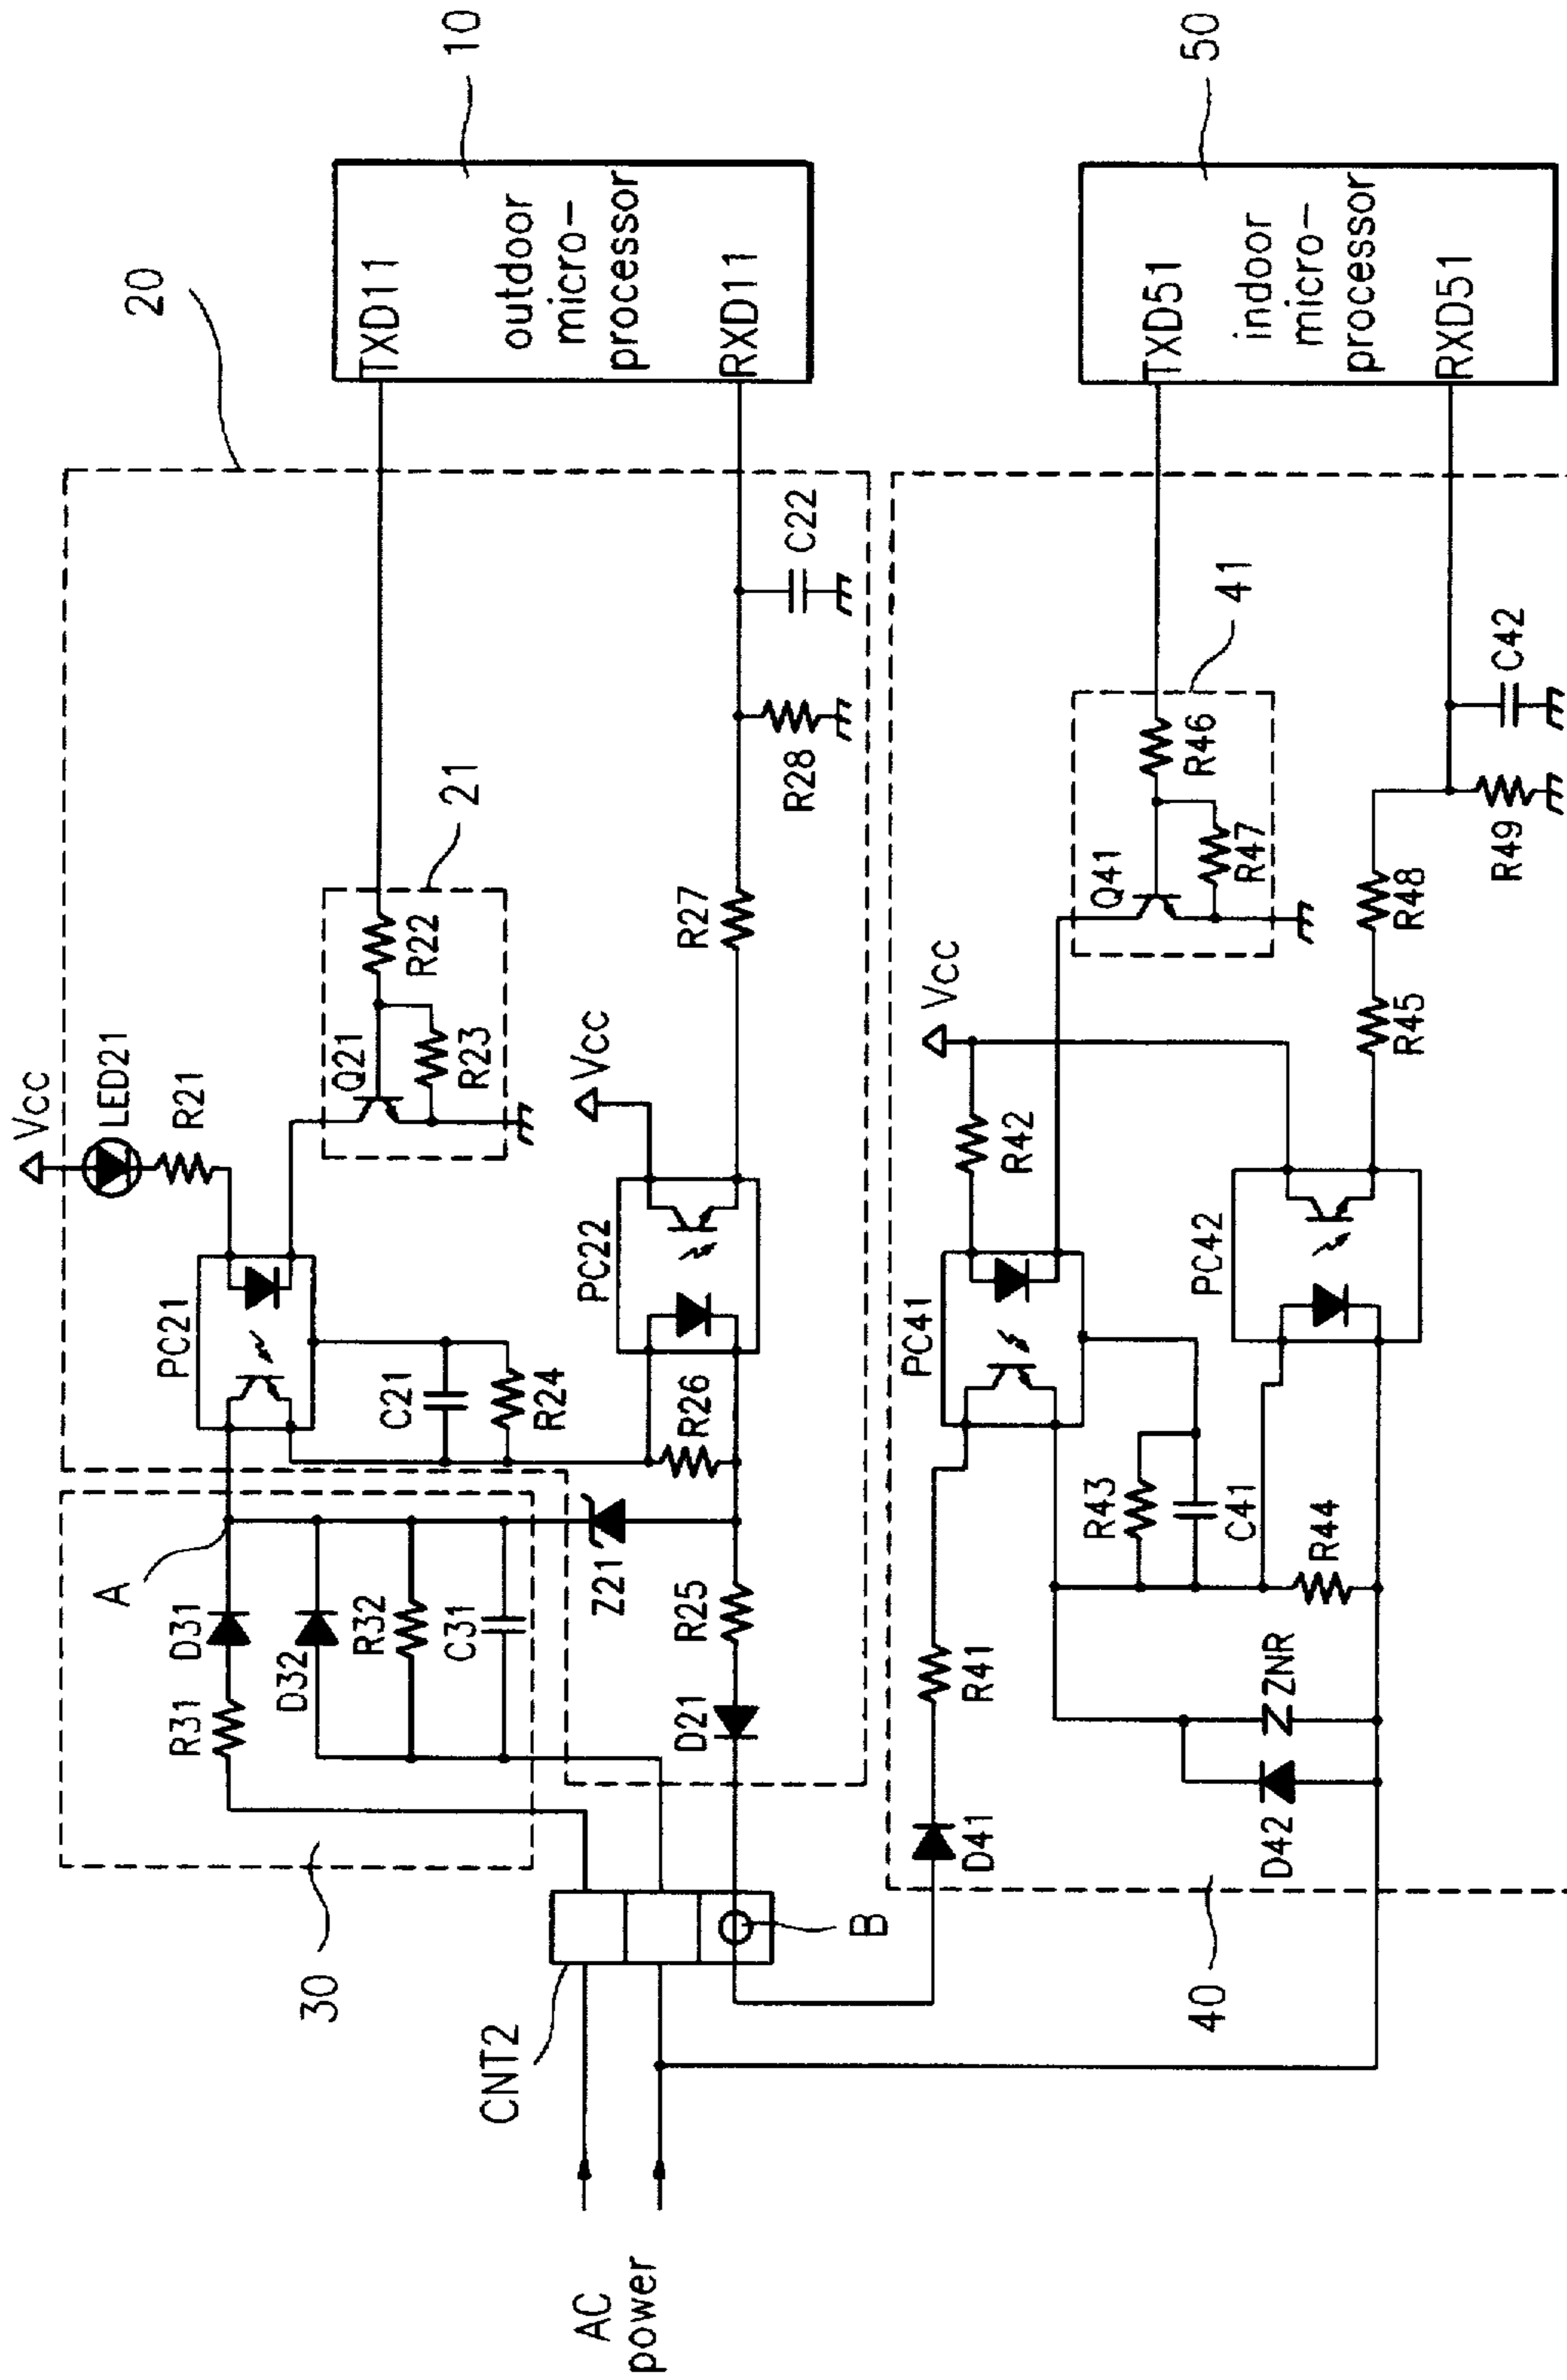 Vcc
LED21
R21
20
10
PC21
Q21
R22
R23
21
TXD11
outdoor
micro-
processor
RXD11
A
R31
D31
D32
R32
C31
30
C21
R24
Vcc
PC22
R26
R27
R28
C22
Z21
R25
D21
B
CNT2
AC
power
Vcc
R42
PC41
Q41
R46
R47
41
TXD51
indoor
micro-
processor
RXD51
50
D41
R41
R43
C41
R44
PC42
R45
R48
R49
C42
ZNR
D42
40